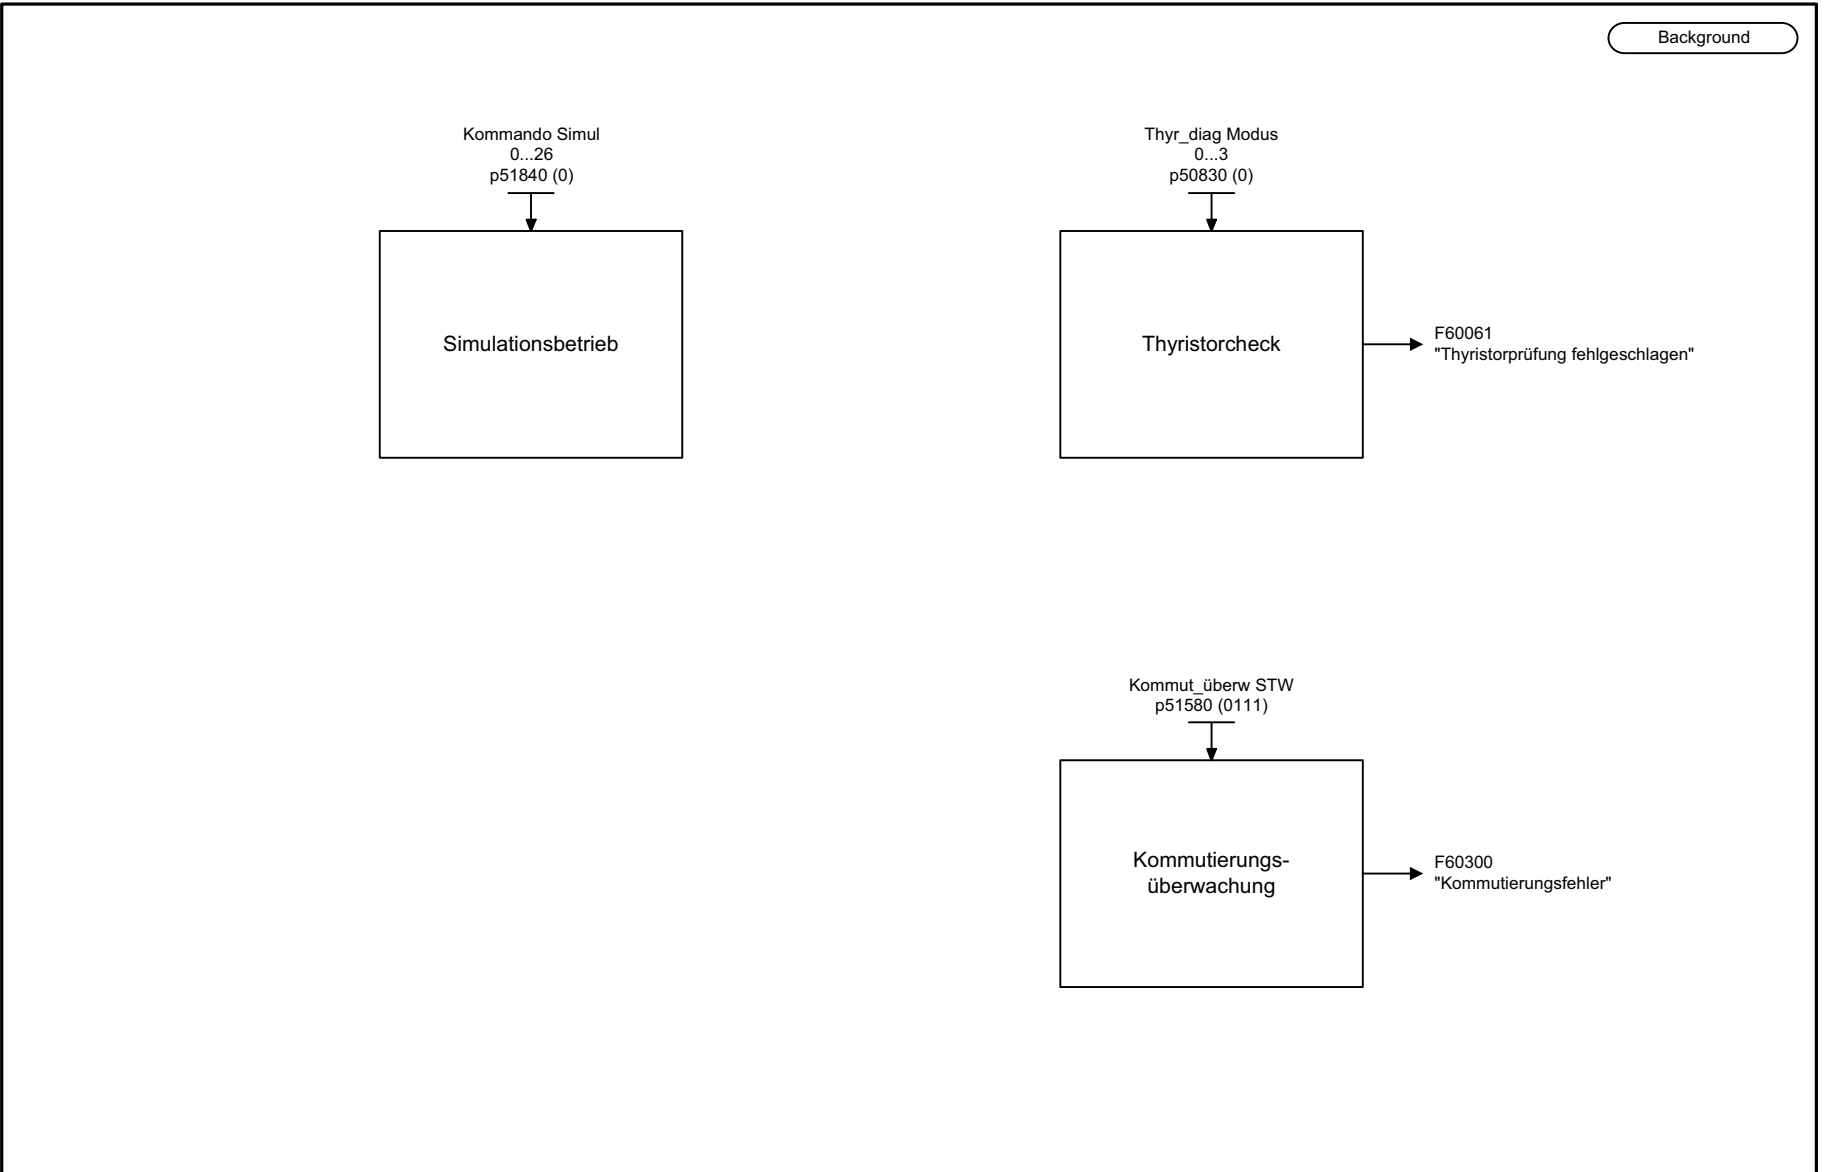 Background
Kommando Simul
0...26
p51840 (0)
Simulationsbetrieb
Thyr_diag Modus
0...3
p50830 (0)
Thyristorcheck
F60061
"Thyristorprüfung fehlgeschlagen"
Kommut_überw STW
p51580 (0111)
Kommutierungs-
überwachung
F60300
"Kommutierungsfehler"